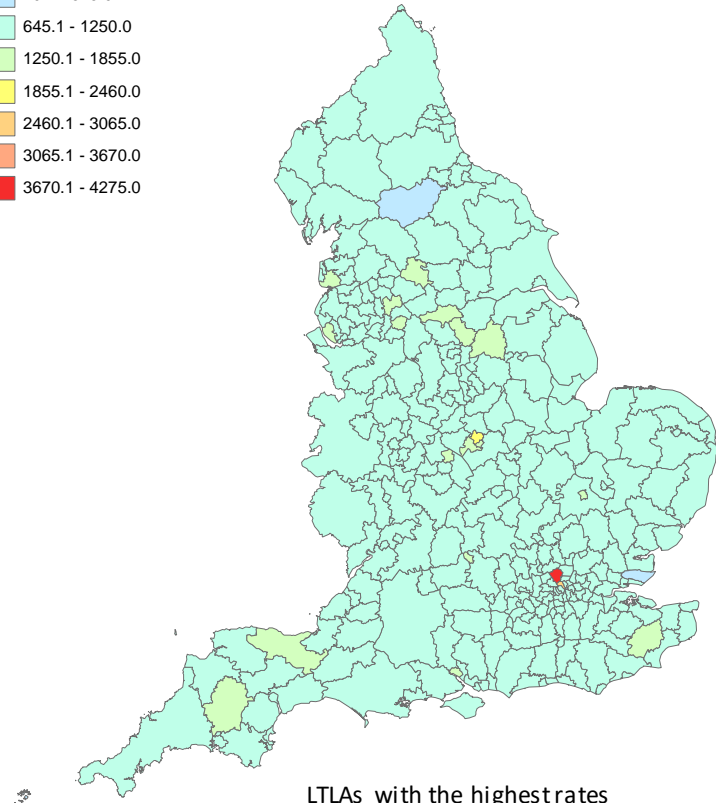 645.1 - 1250.0
1250.1 - 1855.0
1855.1 - 2460.0
2460.1 - 3065.0
3065.1 - 3670.0
3670.1 - 4275.0
LTLAs with the highest rates